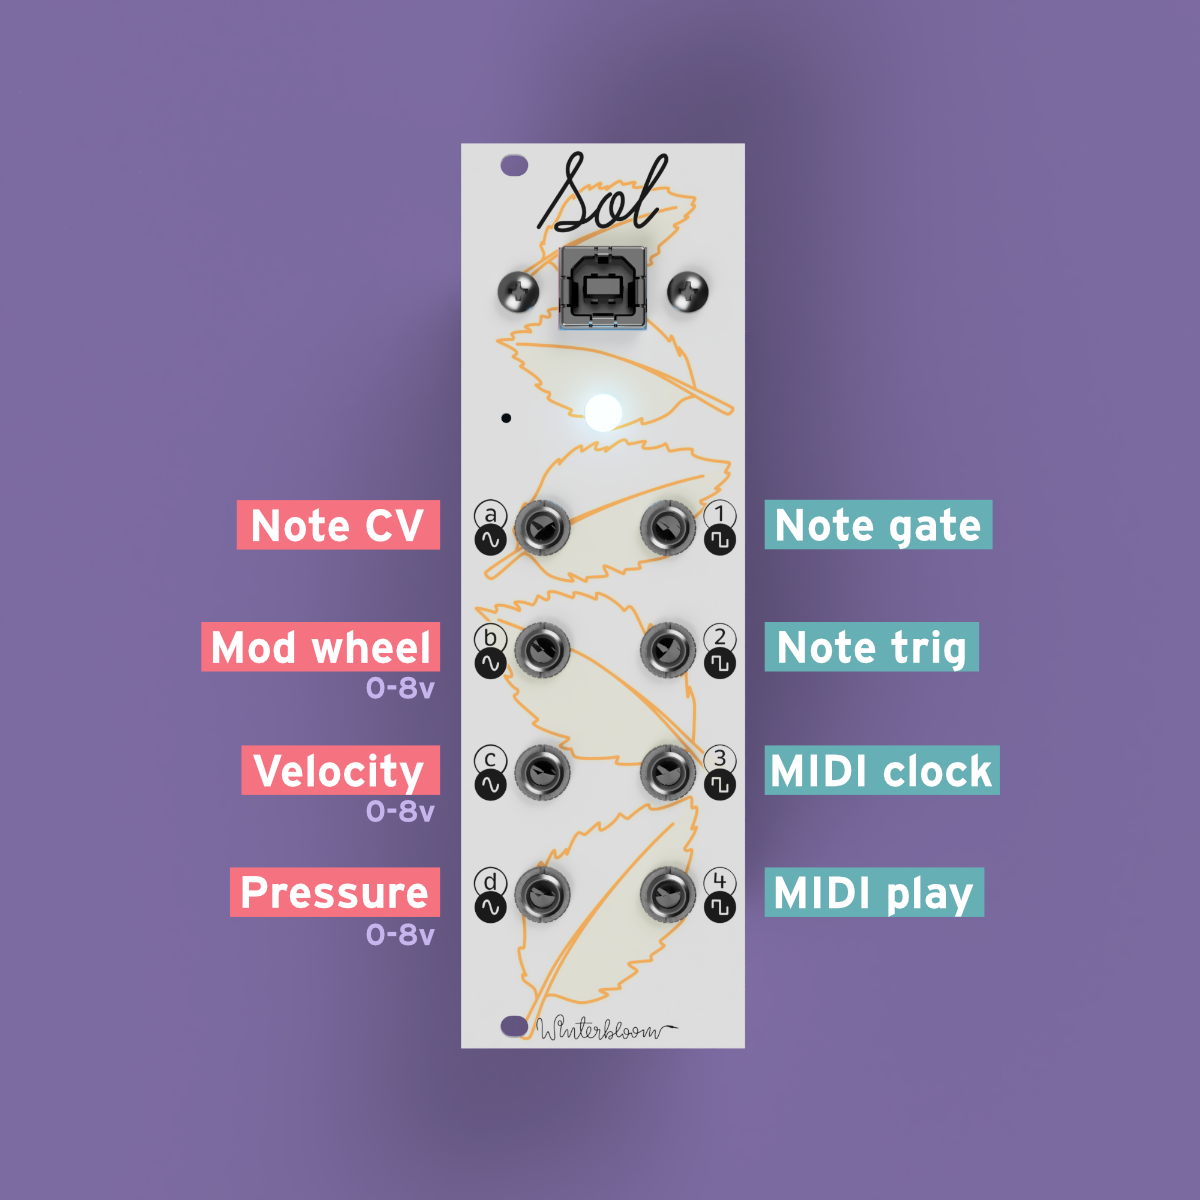 Sol
Note CV
a
1
Note gate
Mod wheel
0-8v
b
2
Note trig
Velocity
0-8v
c
3
MIDI clock
Pressure
0-8v
d
4
MIDI play
Winterbloom